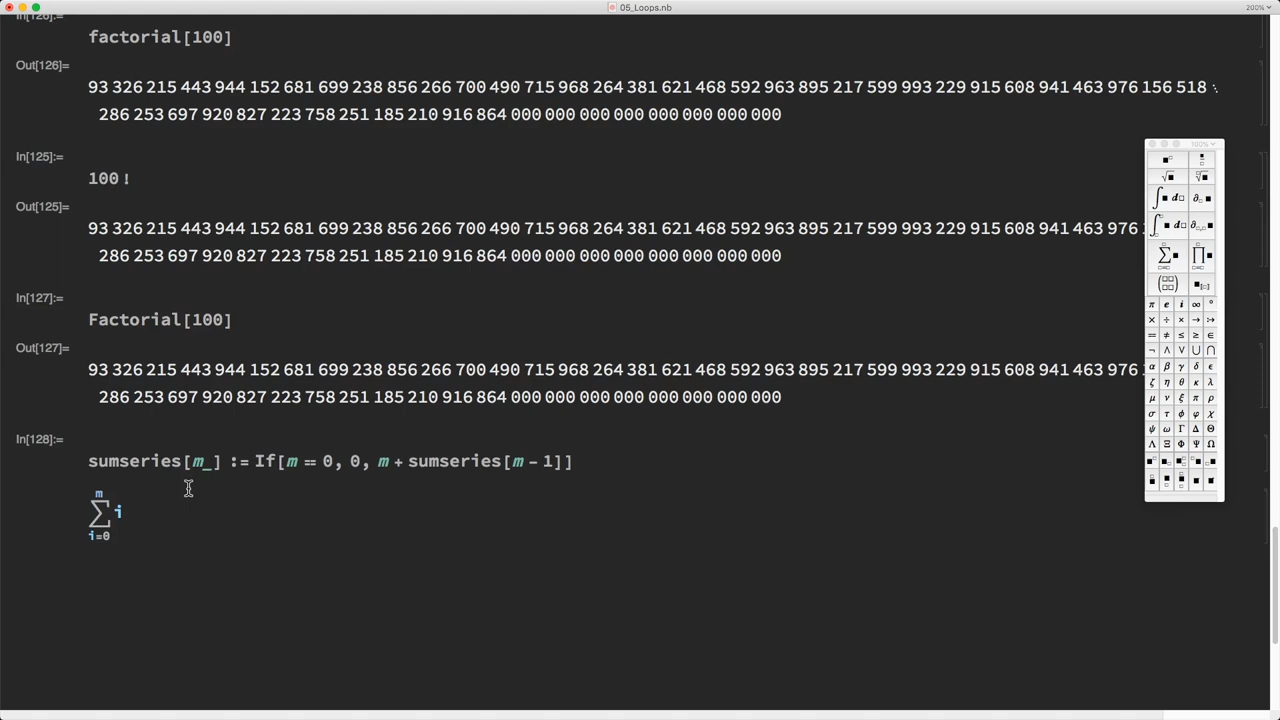 05_Loops.nb
200%
In[126]:=
factorial[100]
Out[126]=
93 326 215 443 944 152 681 699 238 856 266 700 490 715 968 264 381 621 468 592 963 895 217 599 993 229 915 608 941 463 976 156 518
286 253 697 920 827 223 758 251 185 210 916 864 000 000 000 000 000 000 000 000
In[125]:=
100!
Out[125]=
93 326 215 443 944 152 681 699 238 856 266 700 490 715 968 264 381 621 468 592 963 895 217 599 993 229 915 608 941 463 976
286 253 697 920 827 223 758 251 185 210 916 864 000 000 000 000 000 000 000 000
In[127]:=
Factorial[100]
Out[127]=
93 326 215 443 944 152 681 699 238 856 266 700 490 715 968 264 381 621 468 592 963 895 217 599 993 229 915 608 941 463 976
286 253 697 920 827 223 758 251 185 210 916 864 000 000 000 000 000 000 000 000
In[128]:=
sumseries[m_] := If[m == 0, 0, m + sumseries[m - 1]]
m
∑ i
i=0
100%
√■ ∛■
∫■ d□ ∂□ ■
∫■ d□ ∂□,□ ■
∑ ■ ∏ ■
□=□ □=□
π e i ∞ °
× ÷ × → :→
== ≠ ≤ ≥ ∈
¬ ∧ ∨ ∪ ∩
α β γ δ ϵ
ζ η θ κ λ
μ ν ξ π ρ
σ τ ϕ φ χ
ψ ω Γ Δ Θ
Λ Ξ Φ Ψ Ω